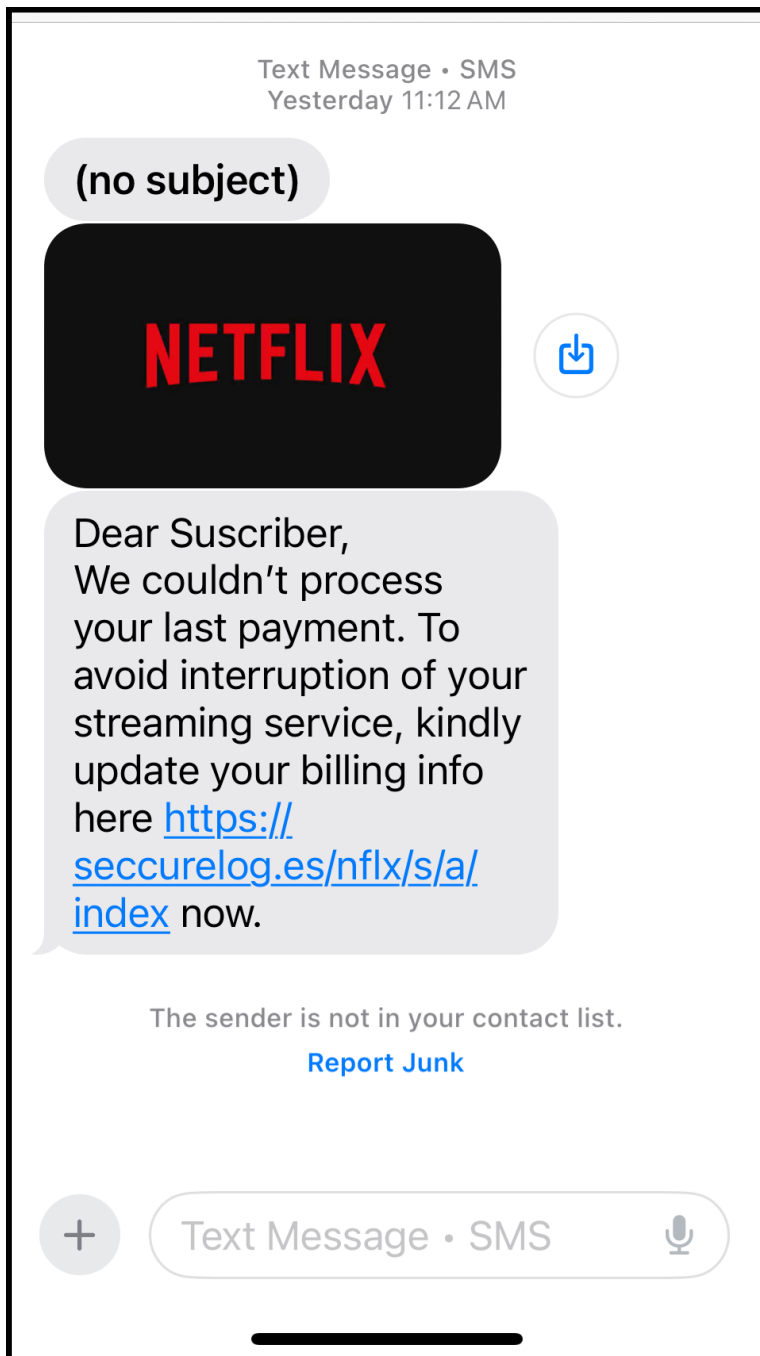 Text Message • SMS
Yesterday 11:12 AM
(no subject)
NETFLIX
Dear Suscriber,
We couldn’t process
your last payment. To
avoid interruption of your
streaming service, kindly
update your billing info
here https://
seccurelog.es/nflx/s/a/
index now.
The sender is not in your contact list.
Report Junk
Text Message • SMS